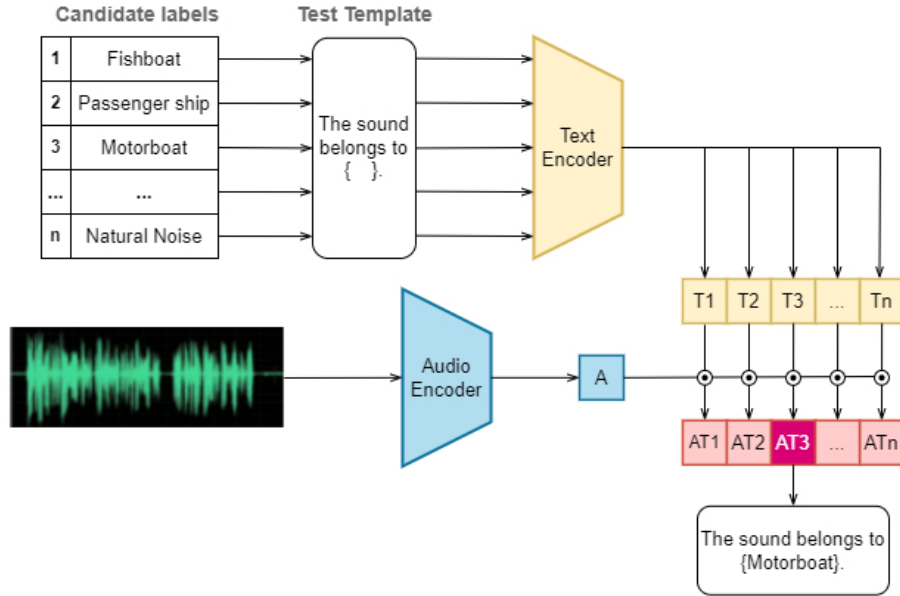 Candidate labels
Test Template
1 Fishboat
2 Passenger ship
3 Motorboat
... ...
n Natural Noise
The sound
belongs to
{ }.
Text
Encoder
T1 T2 T3 ... Tn
Audio
Encoder
A
AT1 AT2 AT3 ... ATn
The sound belongs to
{Motorboat}.